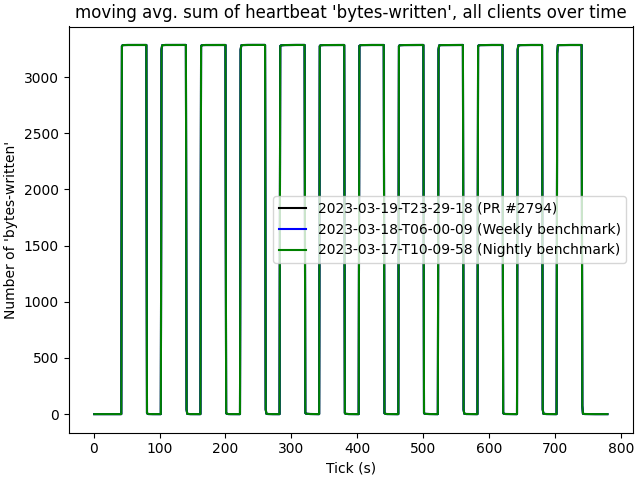 moving avg. sum of heartbeat 'bytes-written', all clients over time
Number of 'bytes-written'
3000
2500
2000
1500
1000
500
0
2023-03-19-T23-29-18 (PR #2794)
2023-03-18-T06-00-09 (Weekly benchmark)
2023-03-17-T10-09-58 (Nightly benchmark)
0 100 200 300 400 500 600 700 800
Tick (s)